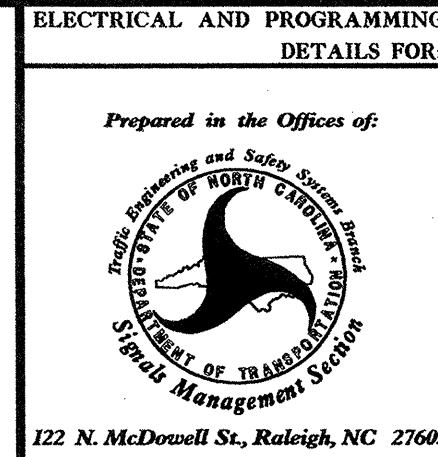 ELECTRICAL AND PROGRAMMING
DETAILS FOR:
Prepared in the Offices of:
Traffic Engineering and Safety Systems Branch
STATE OF NORTH CAROLINA
DEPARTMENT OF TRANSPORTATION
Signals Management Section
122 N. McDowell St., Raleigh, NC 2760